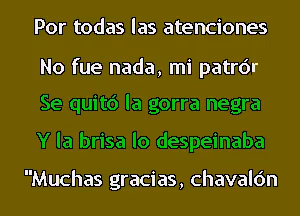 Por todas las atenciones
No fue nada, mi patrór
Se quitó la gorra negra
Y la brisa lo despeinaba
"Muchas gracias, chavalón